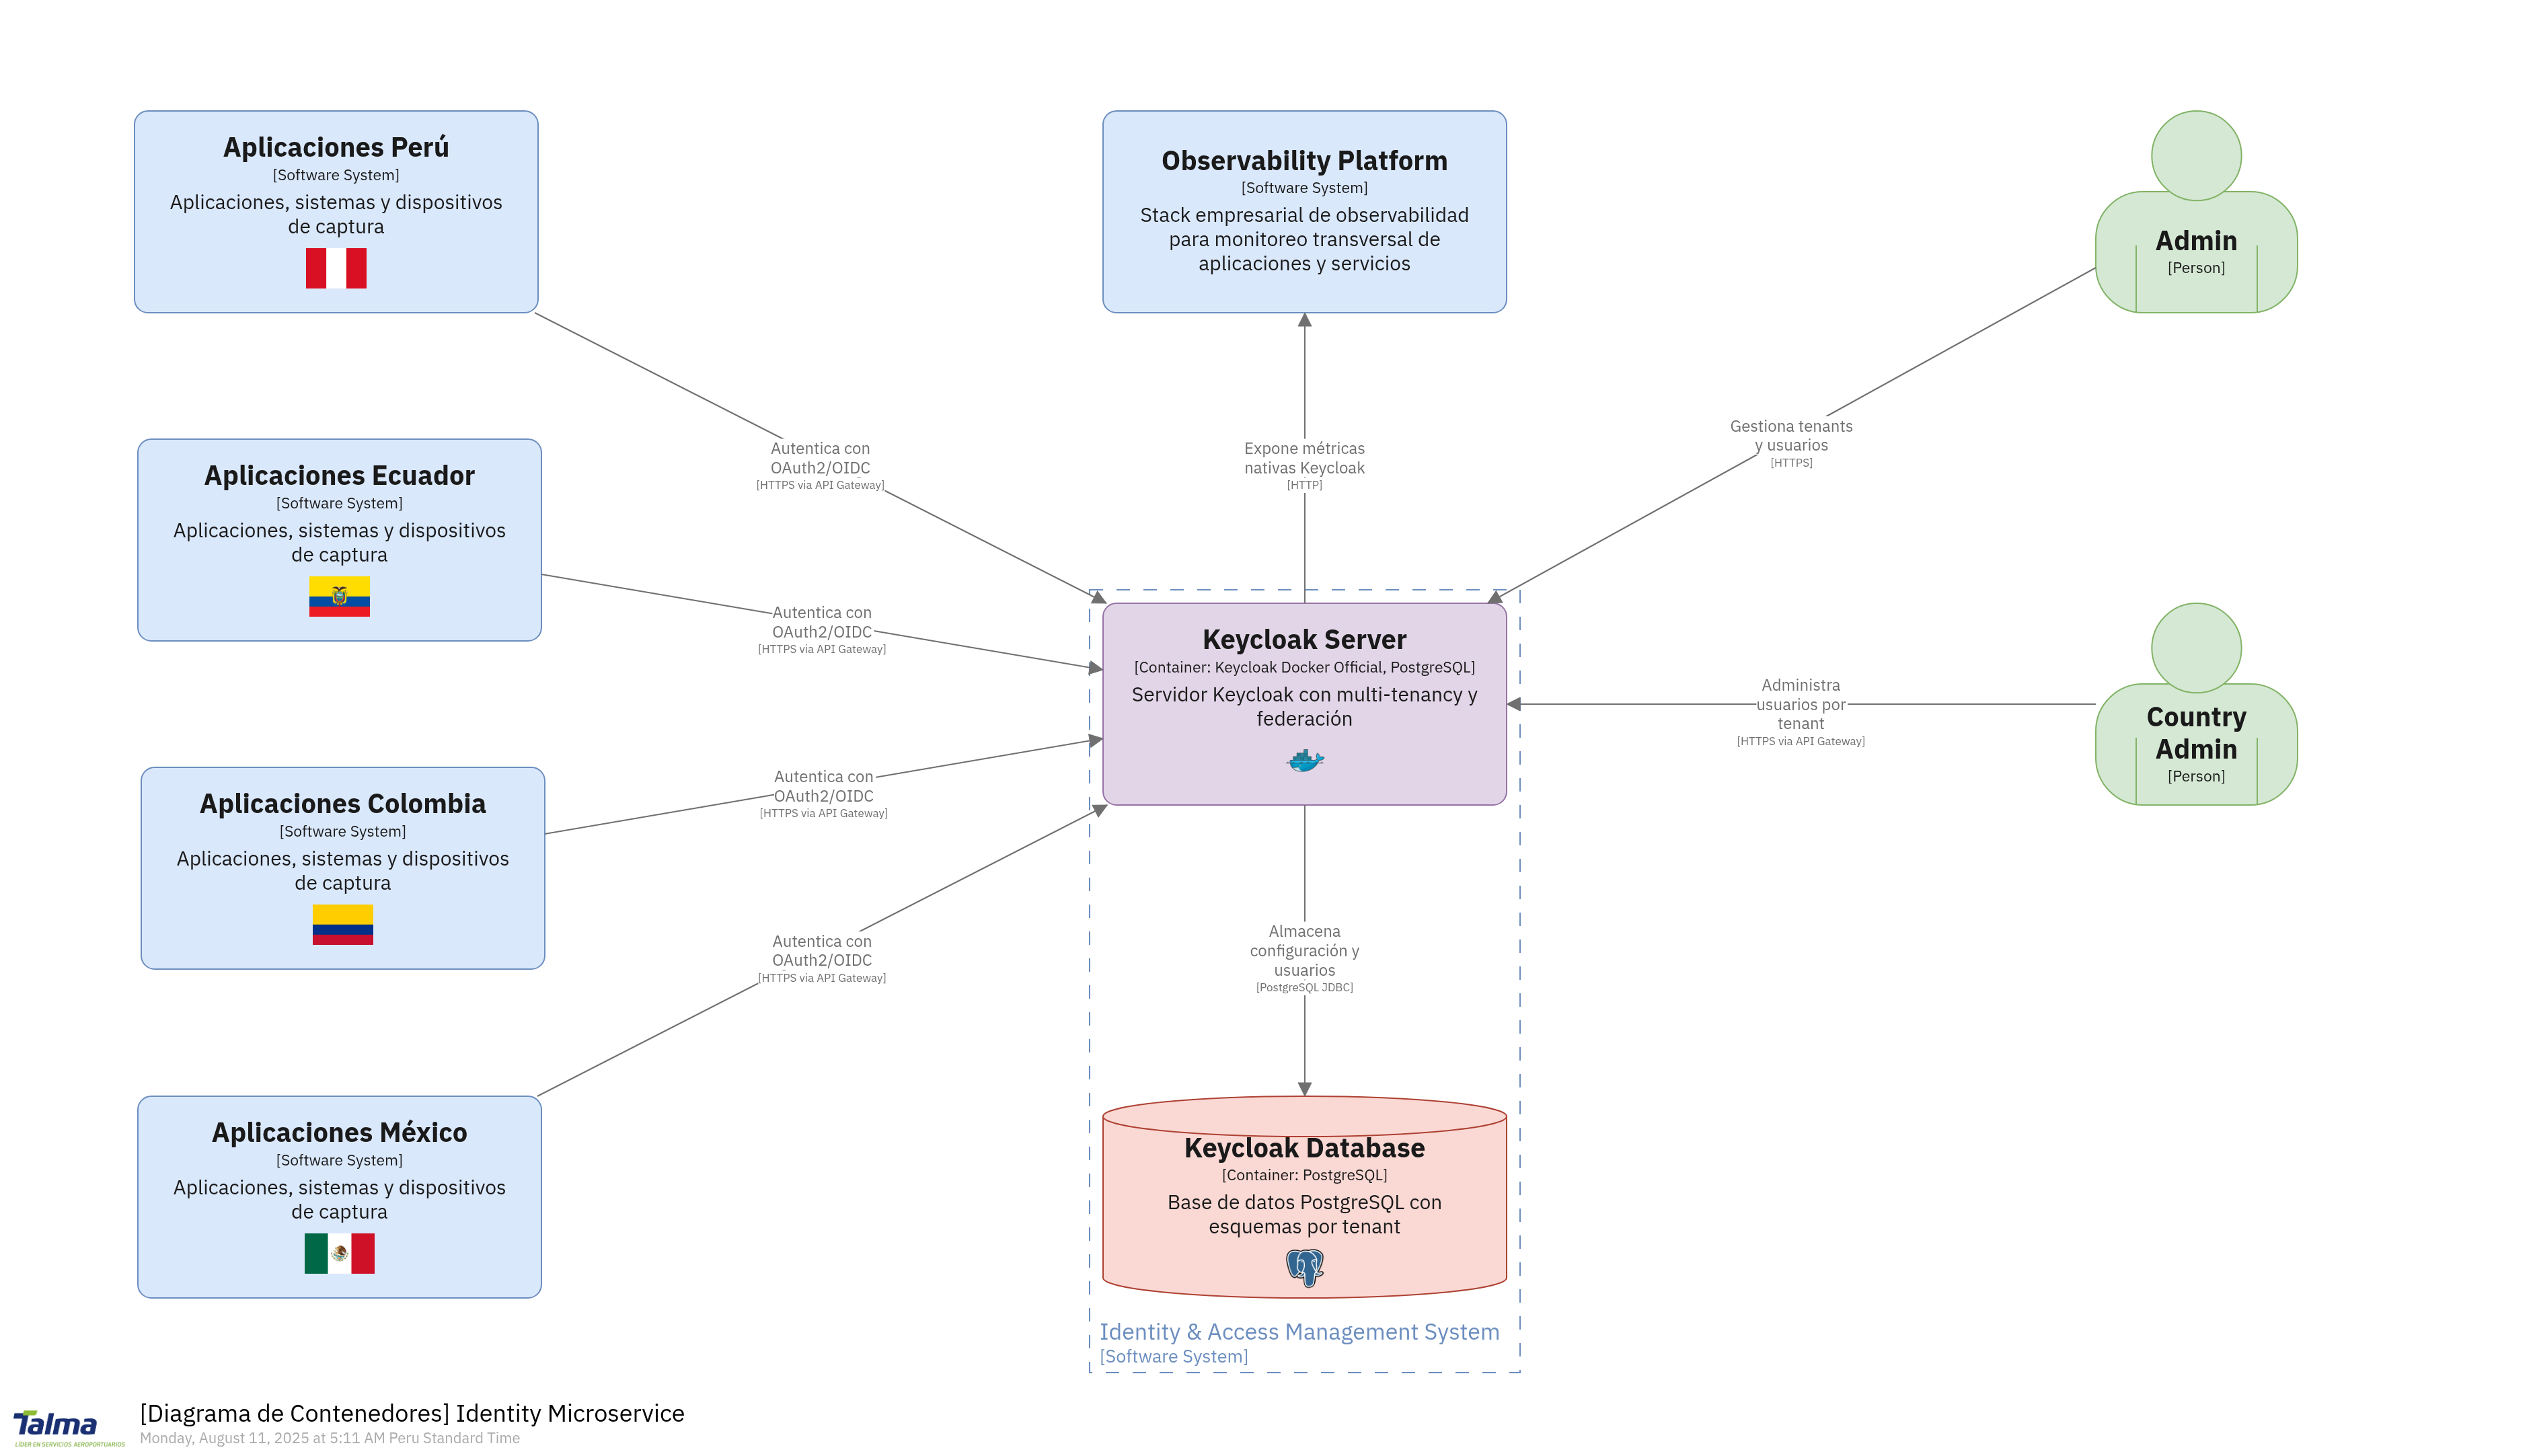 Aplicaciones Perú
[Software System]
Aplicaciones, sistemas y dispositivos
de captura
Observability Platform
[Software System]
Stack empresarial de observabilidad
para monitoreo transversal de
aplicaciones y servicios
Admin
[Person]
Aplicaciones Ecuador
[Software System]
Aplicaciones, sistemas y dispositivos
de captura
Autentica con
OAuth2/OIDC
[HTTPS via API Gateway]
Expone métricas
nativas Keycloak
[HTTP]
Gestiona tenants
y usuarios
[HTTPS]
Autentica con
OAuth2/OIDC
[HTTPS via API Gateway]
Keycloak Server
[Container: Keycloak Docker Official, PostgreSQL]
Servidor Keycloak con multi-tenancy y
federación
Administra
usuarios por
tenant
[HTTPS via API Gateway]
Country
Admin
[Person]
Aplicaciones Colombia
[Software System]
Aplicaciones, sistemas y dispositivos
de captura
Autentica con
OAuth2/OIDC
[HTTPS via API Gateway]
Autentica con
OAuth2/OIDC
[HTTPS via API Gateway]
Almacena
configuración y
usuarios
[PostgreSQL JDBC]
Aplicaciones México
[Software System]
Aplicaciones, sistemas y dispositivos
de captura
Keycloak Database
[Container: PostgreSQL]
Base de datos PostgreSQL con
esquemas por tenant
Identity & Access Management System
[Software System]
Talma
LÍDER EN SERVICIOS AEROPORTUARIOS
[Diagrama de Contenedores] Identity Microservice
Monday, August 11, 2025 at 5:11 AM Peru Standard Time